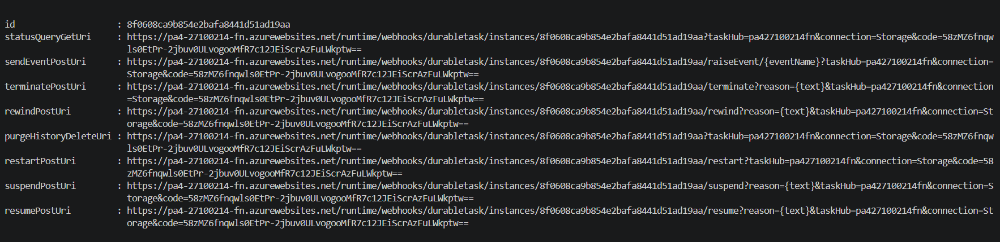 id                    : 8f0608ca9b854e2bafa8441d51ad19aa
statusQueryGetUri     : https://pa4-27100214-fn.azurewebsites.net/runtime/webhooks/durabletask/instances/8f0608ca9b854e2bafa8441d51ad19aa?taskHub=pa427100214fn&connection=Storage&code=58zMZ6fnqw
                        ls0EtPr-2jbuv0ULvogooMfR7c12JEiScrAzFuLWkptw==
sendEventPostUri      : https://pa4-27100214-fn.azurewebsites.net/runtime/webhooks/durabletask/instances/8f0608ca9b854e2bafa8441d51ad19aa/raiseEvent/{eventName}?taskHub=pa427100214fn&connection=
                        Storage&code=58zMZ6fnqwls0EtPr-2jbuv0ULvogooMfR7c12JEiScrAzFuLWkptw==
terminatePostUri      : https://pa4-27100214-fn.azurewebsites.net/runtime/webhooks/durabletask/instances/8f0608ca9b854e2bafa8441d51ad19aa/terminate?reason={text}&taskHub=pa427100214fn&connection
                        =Storage&code=58zMZ6fnqwls0EtPr-2jbuv0ULvogooMfR7c12JEiScrAzFuLWkptw==
rewindPostUri         : https://pa4-27100214-fn.azurewebsites.net/runtime/webhooks/durabletask/instances/8f0608ca9b854e2bafa8441d51ad19aa/rewind?reason={text}&taskHub=pa427100214fn&connection=St
                        orage&code=58zMZ6fnqwls0EtPr-2jbuv0ULvogooMfR7c12JEiScrAzFuLWkptw==
purgeHistoryDeleteUri : https://pa4-27100214-fn.azurewebsites.net/runtime/webhooks/durabletask/instances/8f0608ca9b854e2bafa8441d51ad19aa?taskHub=pa427100214fn&connection=Storage&code=58zMZ6fnqw
                        ls0EtPr-2jbuv0ULvogooMfR7c12JEiScrAzFuLWkptw==
restartPostUri        : https://pa4-27100214-fn.azurewebsites.net/runtime/webhooks/durabletask/instances/8f0608ca9b854e2bafa8441d51ad19aa/restart?taskHub=pa427100214fn&connection=Storage&code=58
                        zMZ6fnqwls0EtPr-2jbuv0ULvogooMfR7c12JEiScrAzFuLWkptw==
suspendPostUri        : https://pa4-27100214-fn.azurewebsites.net/runtime/webhooks/durabletask/instances/8f0608ca9b854e2bafa8441d51ad19aa/suspend?reason={text}&taskHub=pa427100214fn&connection=S
                        torage&code=58zMZ6fnqwls0EtPr-2jbuv0ULvogooMfR7c12JEiScrAzFuLWkptw==
resumePostUri         : https://pa4-27100214-fn.azurewebsites.net/runtime/webhooks/durabletask/instances/8f0608ca9b854e2bafa8441d51ad19aa/resume?reason={text}&taskHub=pa427100214fn&connection=St
                        orage&code=58zMZ6fnqwls0EtPr-2jbuv0ULvogooMfR7c12JEiScrAzFuLWkptw==